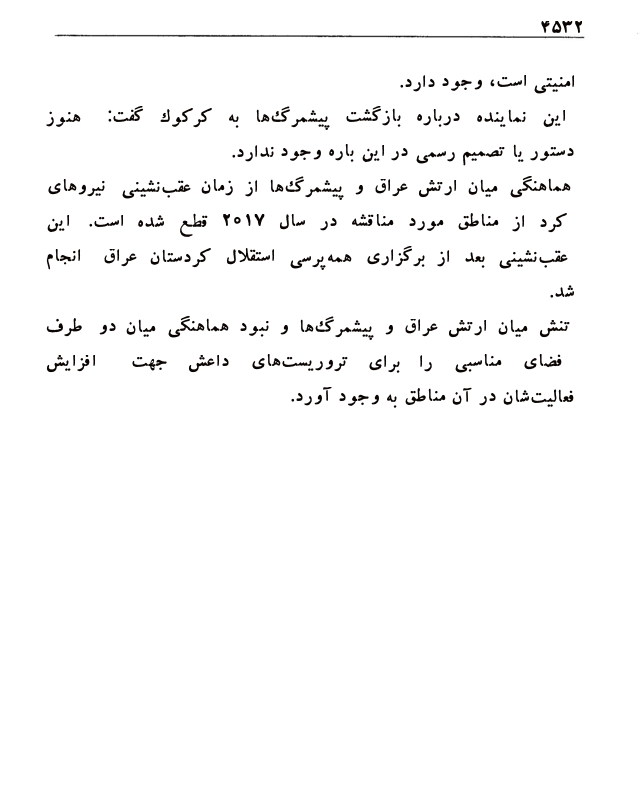 ۴۵۳۲
امنیتی است، وجود دارد.
این نماینده درباره بازگشت پیشمرگ‌ها به کرکوك گفت: هنوز
دستور یا تصمیم رسمی در این باره وجود ندارد.
هماهنگی میان ارتش عراق و پیشمرگ‌ها از زمان عقب‌نشینی نیروهای
کرد از مناطق مورد مناقشه در سال ۲۰۱۷ قطع شده است. این
عقب‌نشینی بعد از برگزاری همه‌پرسی استقلال کردستان عراق انجام
شد.
تنش میان ارتش عراق و پیشمرگ‌ها و نبود هماهنگی میان دو طرف
فضای مناسبی را برای تروریست‌های داعش جهت افزایش
فعالیت‌شان در آن مناطق به وجود آورد.